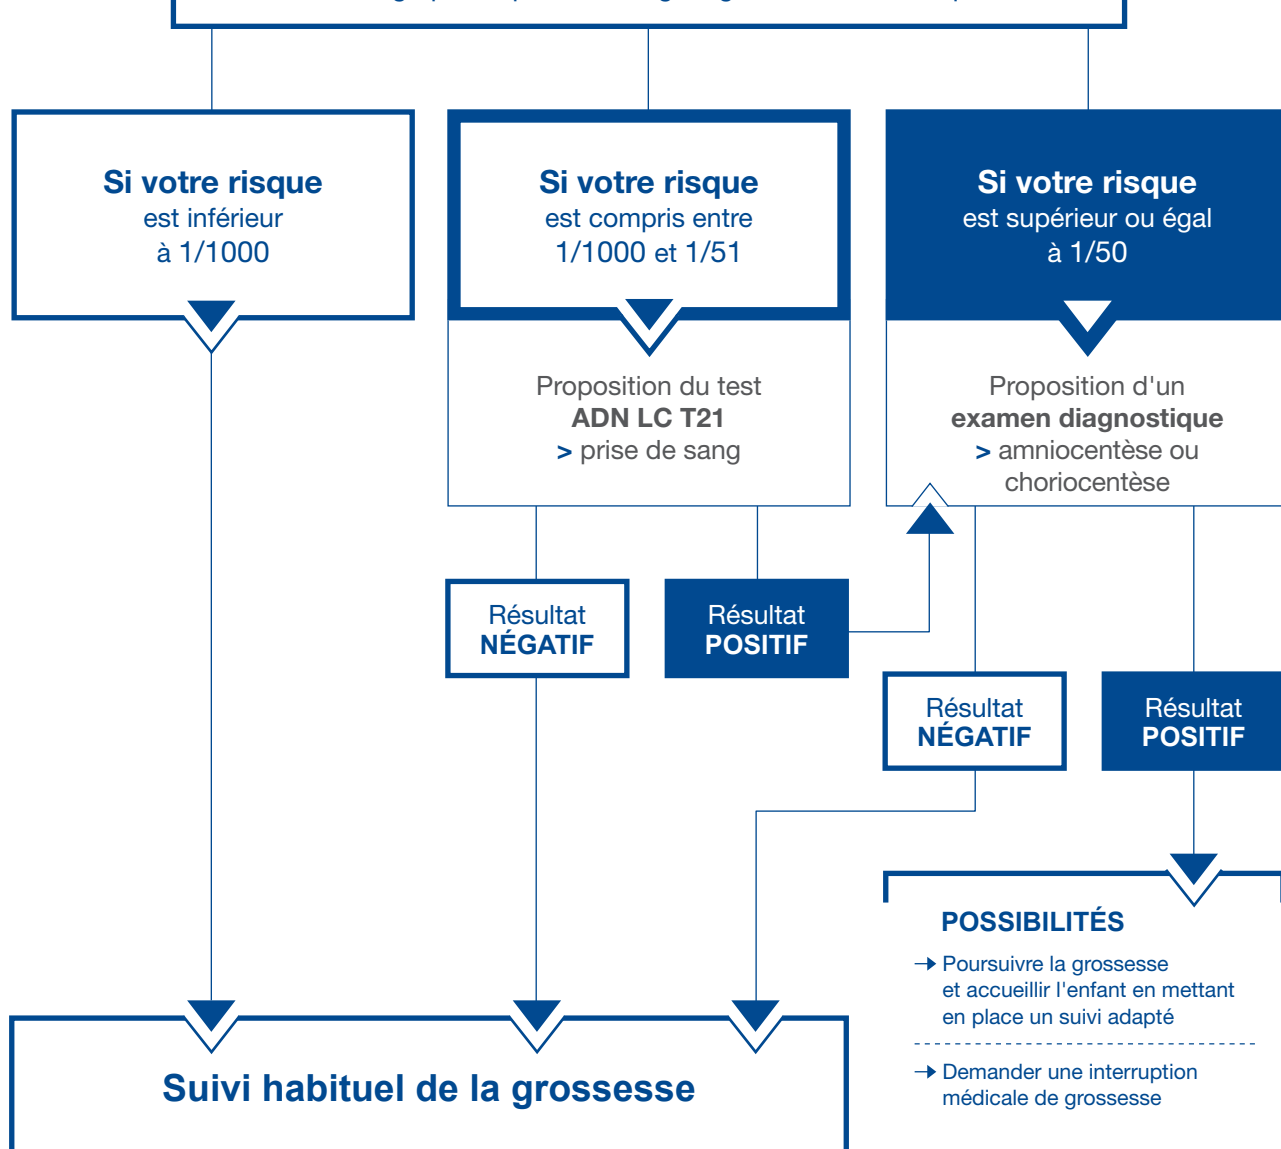 Si votre risque
est inférieur
à 1/1000
Si votre risque
est compris entre
1/1000 et 1/51
Si votre risque
est supérieur ou égal
à 1/50
Proposition du test
ADN LC T21
> prise de sang
Proposition d'un
examen diagnostique
> amniocentèse ou
choriocentèse
Résultat
NÉGATIF
Résultat
POSITIF
Résultat
NÉGATIF
Résultat
POSITIF
POSSIBILITÉS
→ Poursuivre la grossesse
et accueillir l'enfant en mettant
en place un suivi adapté
→ Demander une interruption
médicale de grossesse
Suivi habituel de la grossesse